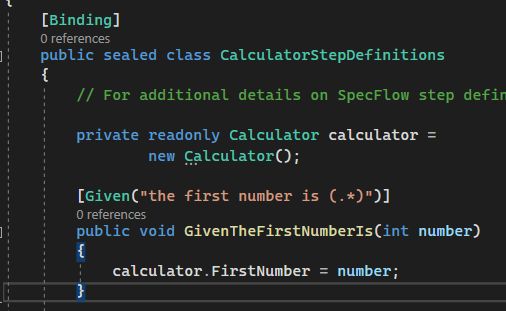 {
[Binding]
0 references
public sealed class CalculatorStepDefinitions
{
// For additional details on SpecFlow step defin
private readonly Calculator calculator =
new Calculator();
[Given("the first number is (.*)")]
0 references
public void GivenTheFirstNumberIs(int number)
{
calculator.FirstNumber = number;
}